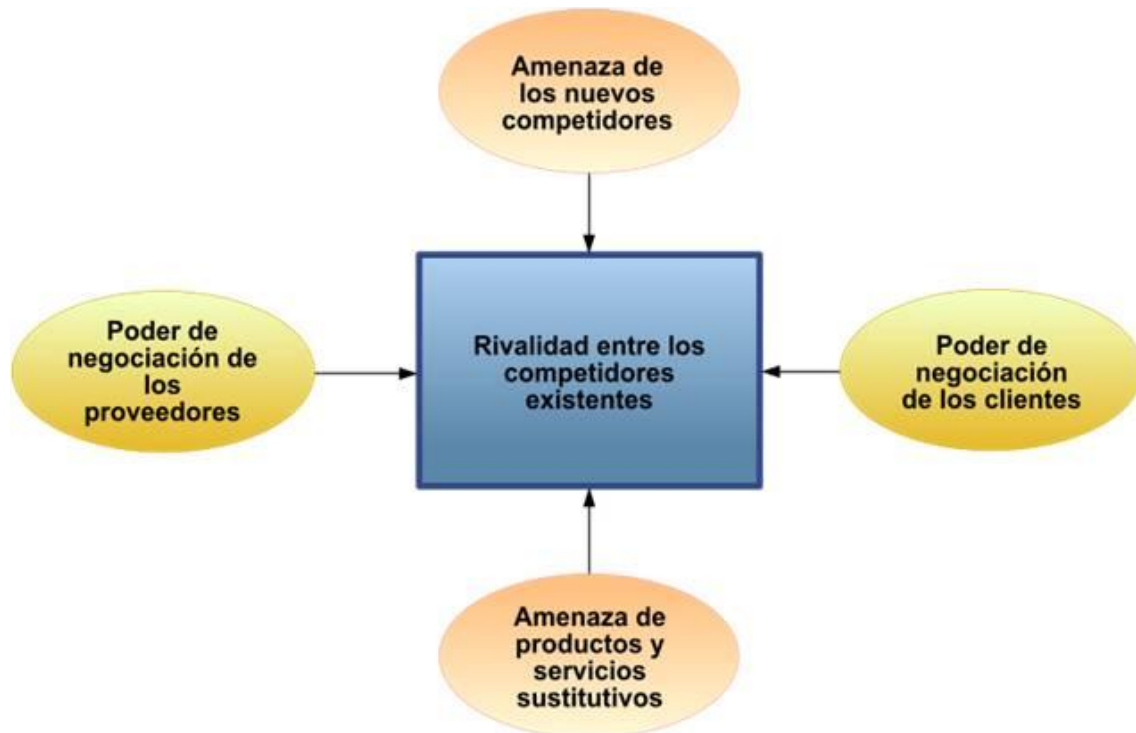 Amenaza de
los nuevos
competidores
Poder de
negociación de
los
proveedores
Rivalidad entre los
competidores
existentes
Poder de
negociación
de los clientes
Amenaza de
productos y
servicios
sustitutivos